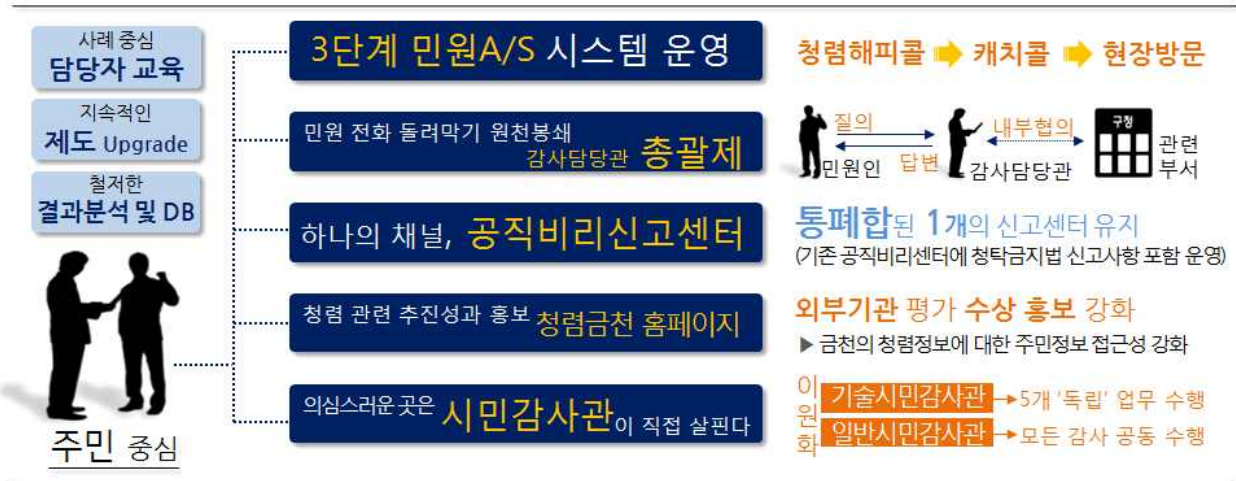 사례 중심
담당자 교육
지속적인
제도 Upgrade
철저한
결과분석 및 DB
주민 중심
3단계 민원A/S 시스템 운영
청렴해피콜 캐치콜 현장방문
민원 전화 돌려막기 원천봉쇄
감사담당관 총괄제
질의
답변
민원인
내부협의
감사담당관
구청
관련
부서
하나의 채널, 공직비리신고센터
통폐합된 1개의 신고센터 유지
(기존 공직비리센터에 청탁금지법 신고사항 포함 운영)
청렴 관련 추진성과 홍보 청렴금천 홈페이지
외부기관 평가 수상 홍보 강화
▶ 금천의 청렴정보에 대한 주민정보 접근성 강화
의심스러운 곳은 시민감사관이 직접 살핀다
이원화
기술시민감사관 → 5개 '독립' 업무 수행
일반시민감사관 → 모든 감사 공동 수행